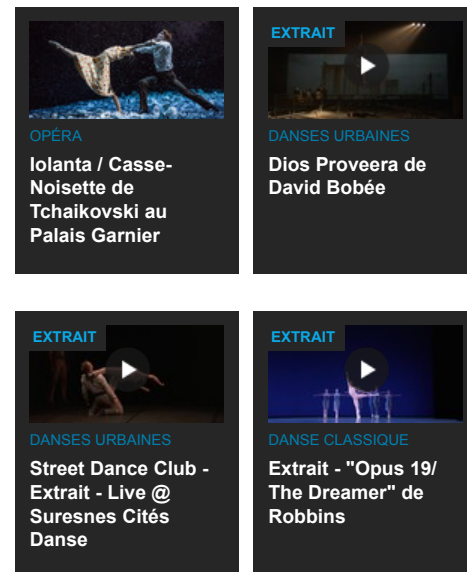 OPÉRA
Iolanta / Casse-
Noisette de
Tchaikovski au
Palais Garnier
EXTRAIT
DANSES URBAINES
Dios Proveera de
David Bobée
EXTRAIT
DANSES URBAINES
Street Dance Club -
Extrait - Live @
Suresnes Cités
Danse
EXTRAIT
DANSE CLASSIQUE
Extrait - "Opus 19/
The Dreamer" de
Robbins